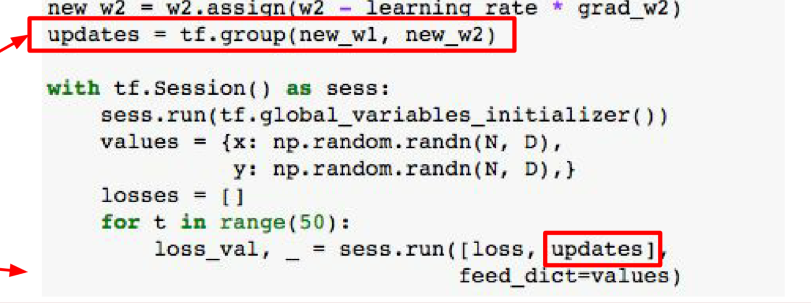 new_w2 = w2.assign(w2 - learning_rate * grad_w2)
updates = tf.group(new_w1, new_w2)
with tf.Session() as sess:
sess.run(tf.global_variables_initializer())
values = {x: np.random.randn(N, D),
y: np.random.randn(N, D),}
losses = []
for t in range(50):
loss_val, _ = sess.run([loss, updates],
feed_dict=values)